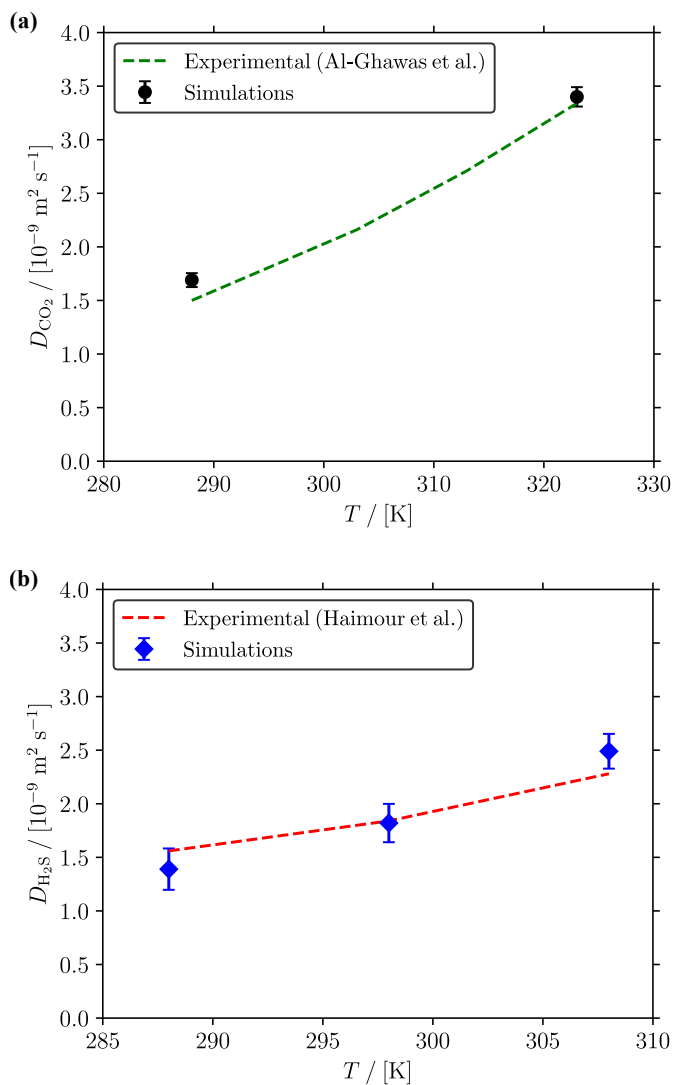 (a)
4.0
3.5
3.0
2.5
2.0
1.5
1.0
0.5
0.0
D_CO₂ / [10⁻⁹ m² s⁻¹]
Experimental (Al-Ghawas et al.)
Simulations
280 290 300 310 320 330
T / [K]
(b)
4.0
3.5
3.0
2.5
2.0
1.5
1.0
0.5
0.0
D_H₂S / [10⁻⁹ m² s⁻¹]
Experimental (Haimour et al.)
Simulations
285 290 295 300 305 310
T / [K]